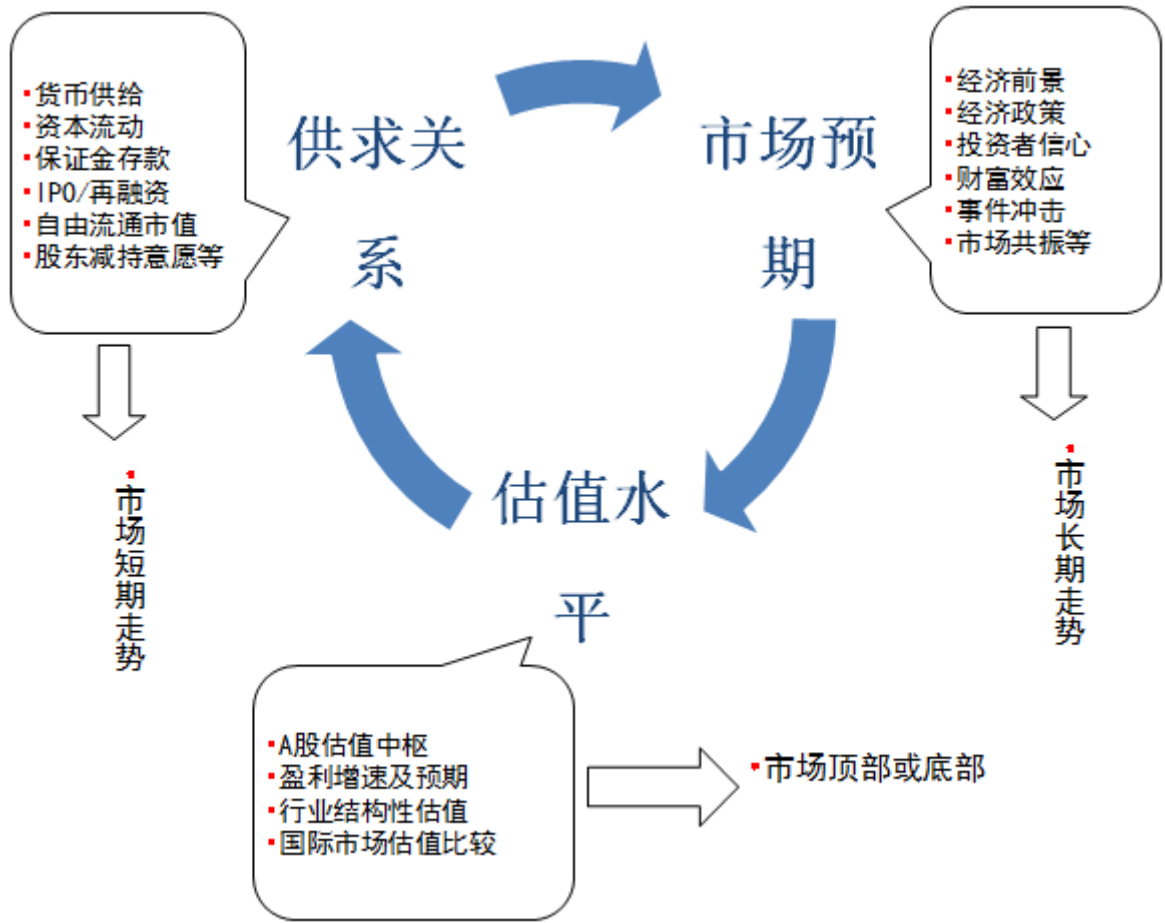 ·货币供给
·资本流动
·保证金存款
·IPO/再融资
·自由流通市值
·股东减持意愿等
供求关
系
市场预
期
·经济前景
·经济政策
·投资者信心
·财富效应
·事件冲击
·市场共振等
·市场短期走势
·市场长期走势
估值水
平
·A股估值中枢
·盈利增速及预期
·行业结构性估值
·国际市场估值比较
·市场顶部或底部